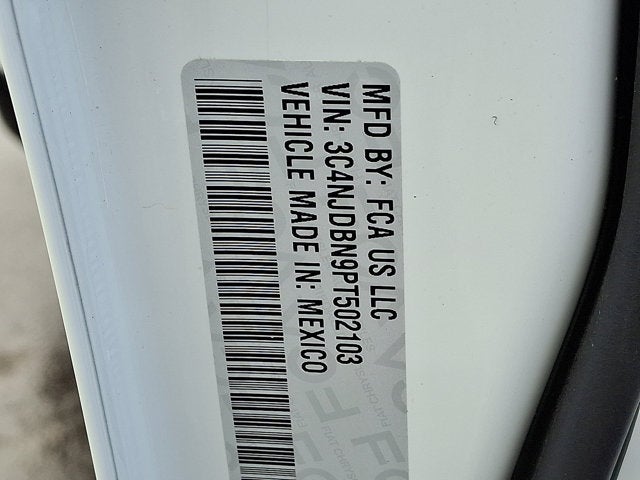 MFD BY: FCA US LLC
VIN: 3C4NJDBN9PT502103
VEHICLE MADE IN: MEXICO